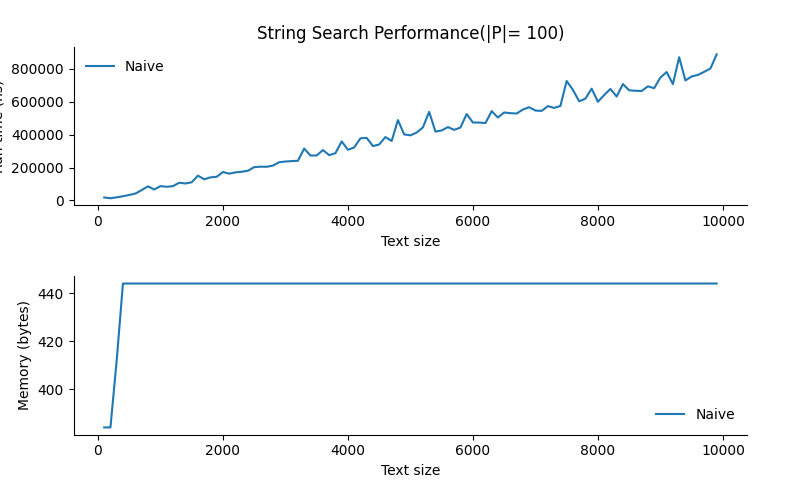 String Search Performance(|P|= 100)
800000
600000
400000
200000
0
Naive
0 2000 4000 6000 8000 10000
Text size
440
420
400
Memory (bytes)
Naive
0 2000 4000 6000 8000 10000
Text size